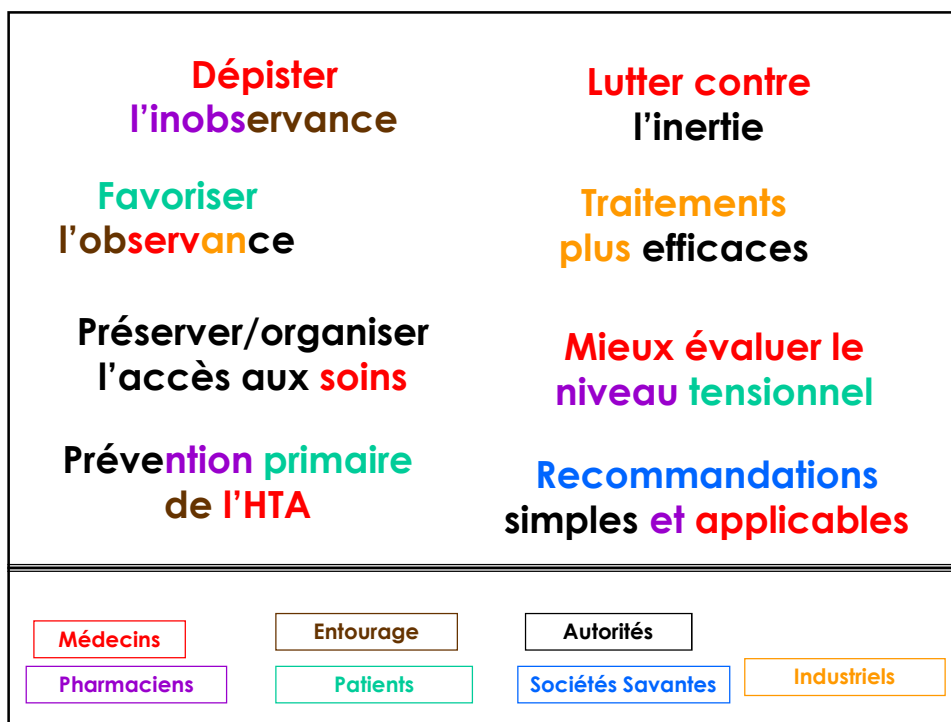 Dépister
l'inobservance
Lutter contre
l'inertie
Favoriser
l'observance
Traitements
plus efficaces
Préserver/organiser
l'accès aux soins
Mieux évaluer le
niveau tensionnel
Prévention primaire
de l'HTA
Recommandations
simples et applicables
Médecins
Entourage
Autorités
Pharmaciens
Patients
Sociétés Savantes
Industriels